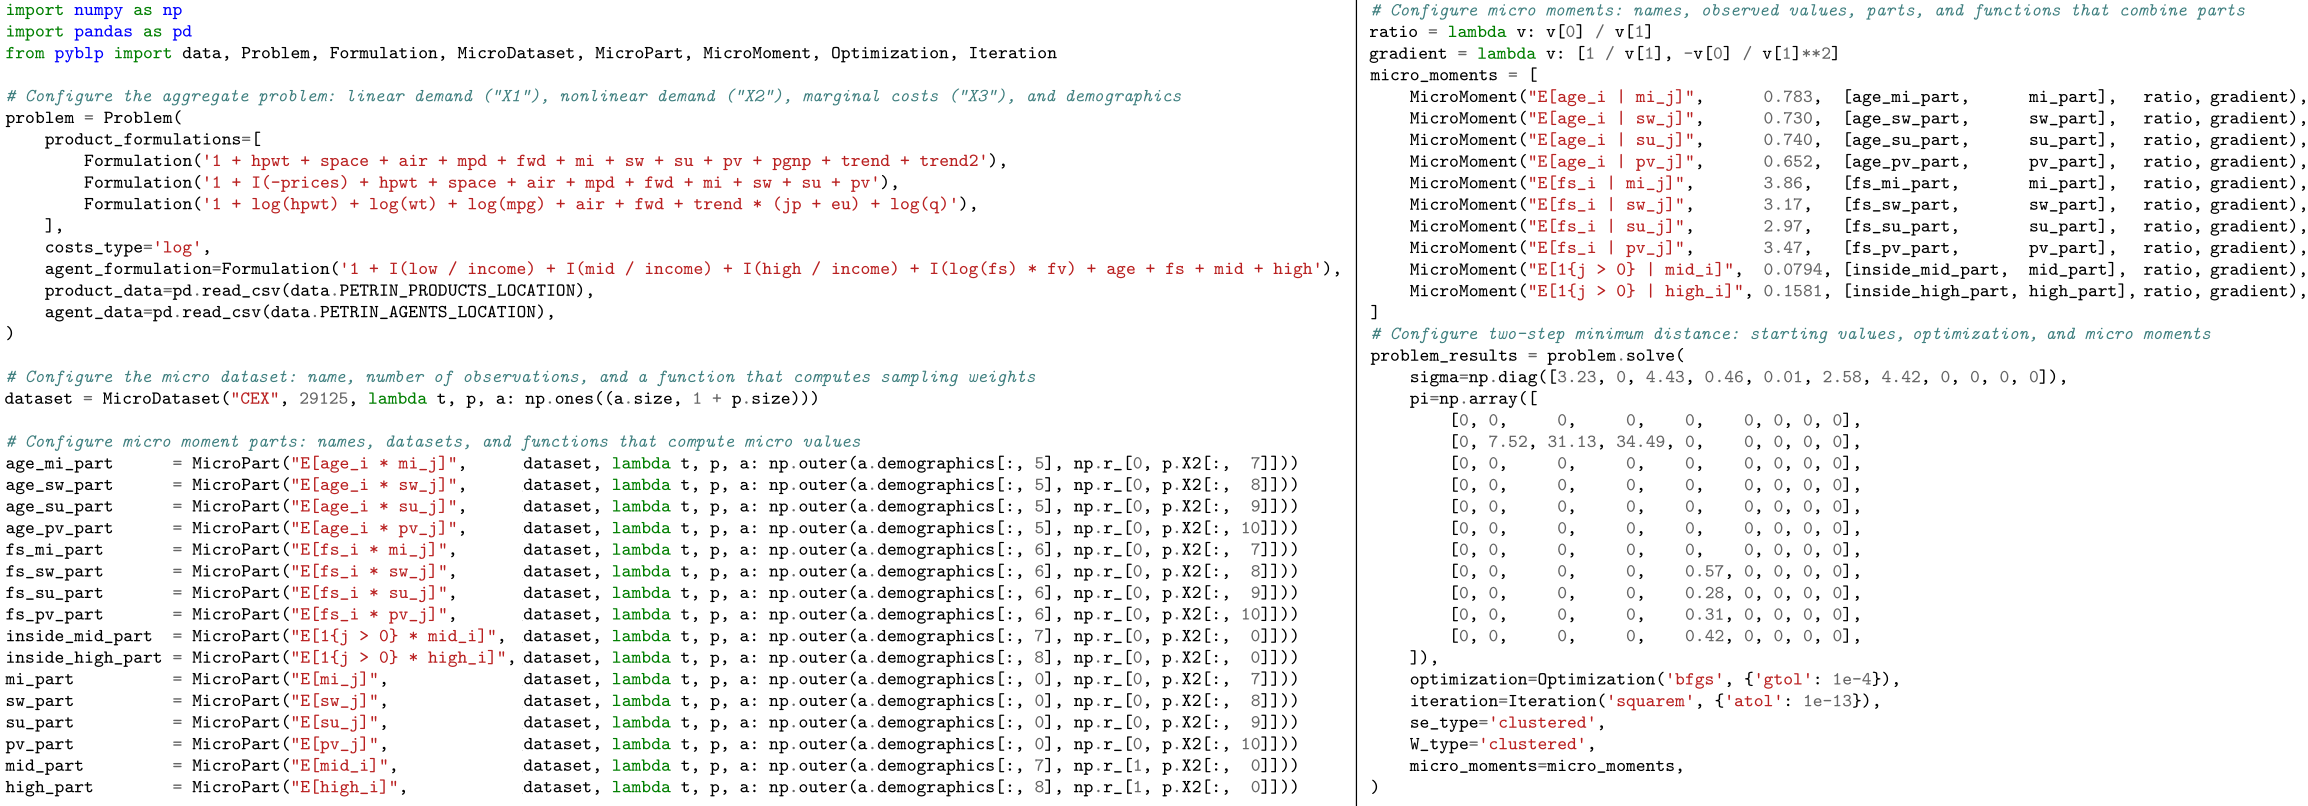 import numpy as np
import pandas as pd
from pyblp import data, Problem, Formulation, MicroDataset, MicroPart, MicroMoment, Optimization, Iteration

# Configure the aggregate problem: linear demand ("X1"), nonlinear demand ("X2"), marginal costs ("X3"), and demographics
problem = Problem(
    product_formulations=[
        Formulation('1 + hpwt + space + air + mpd + fwd + mi + sw + su + pv + pgnp + trend + trend2'),
        Formulation('1 + I(-prices) + hpwt + space + air + mpd + fwd + mi + sw + su + pv'),
        Formulation('1 + log(hpwt) + log(wt) + log(mpg) + air + fwd + trend * (jp + eu) + log(q)'),
    ],
    costs_type='log',
    agent_formulation=Formulation('1 + I(low / income) + I(mid / income) + I(high / income) + I(log(fs) * fv) + age + fs + mid + high'),
    product_data=pd.read_csv(data.PETRIN_PRODUCTS_LOCATION),
    agent_data=pd.read_csv(data.PETRIN_AGENTS_LOCATION),
)

# Configure the micro dataset: name, number of observations, and a function that computes sampling weights
dataset = MicroDataset("CEX", 29125, lambda t, p, a: np.ones((a.size, 1 + p.size)))

# Configure micro moment parts: names, datasets, and functions that compute micro values
age_mi_part      = MicroPart("E[age_i * mi_j]",      dataset, lambda t, p, a: np.outer(a.demographics[:, 5], np.r_[0, p.X2[:,  7]]))
age_sw_part      = MicroPart("E[age_i * sw_j]",      dataset, lambda t, p, a: np.outer(a.demographics[:, 5], np.r_[0, p.X2[:,  8]]))
age_su_part      = MicroPart("E[age_i * su_j]",      dataset, lambda t, p, a: np.outer(a.demographics[:, 5], np.r_[0, p.X2[:,  9]]))
age_pv_part      = MicroPart("E[age_i * pv_j]",      dataset, lambda t, p, a: np.outer(a.demographics[:, 5], np.r_[0, p.X2[:, 10]]))
fs_mi_part       = MicroPart("E[fs_i * mi_j]",       dataset, lambda t, p, a: np.outer(a.demographics[:, 6], np.r_[0, p.X2[:,  7]]))
fs_sw_part       = MicroPart("E[fs_i * sw_j]",       dataset, lambda t, p, a: np.outer(a.demographics[:, 6], np.r_[0, p.X2[:,  8]]))
fs_su_part       = MicroPart("E[fs_i * su_j]",       dataset, lambda t, p, a: np.outer(a.demographics[:, 6], np.r_[0, p.X2[:,  9]]))
fs_pv_part       = MicroPart("E[fs_i * pv_j]",       dataset, lambda t, p, a: np.outer(a.demographics[:, 6], np.r_[0, p.X2[:, 10]]))
inside_mid_part  = MicroPart("E[1{j > 0} * mid_i]",  dataset, lambda t, p, a: np.outer(a.demographics[:, 7], np.r_[0, p.X2[:,  0]]))
inside_high_part = MicroPart("E[1{j > 0} * high_i]", dataset, lambda t, p, a: np.outer(a.demographics[:, 8], np.r_[0, p.X2[:,  0]]))
mi_part          = MicroPart("E[mi_j]",              dataset, lambda t, p, a: np.outer(a.demographics[:, 0], np.r_[0, p.X2[:,  7]]))
sw_part          = MicroPart("E[sw_j]",              dataset, lambda t, p, a: np.outer(a.demographics[:, 0], np.r_[0, p.X2[:,  8]]))
su_part          = MicroPart("E[su_j]",              dataset, lambda t, p, a: np.outer(a.demographics[:, 0], np.r_[0, p.X2[:,  9]]))
pv_part          = MicroPart("E[pv_j]",              dataset, lambda t, p, a: np.outer(a.demographics[:, 0], np.r_[0, p.X2[:, 10]]))
mid_part         = MicroPart("E[mid_i]",             dataset, lambda t, p, a: np.outer(a.demographics[:, 7], np.r_[1, p.X2[:,  0]]))
high_part        = MicroPart("E[high_i]",            dataset, lambda t, p, a: np.outer(a.demographics[:, 8], np.r_[1, p.X2[:,  0]]))
# Configure micro moments: names, observed values, parts, and functions that combine parts
ratio = lambda v: v[0] / v[1]
gradient = lambda v: [1 / v[1], -v[0] / v[1]**2]
micro_moments = [
    MicroMoment("E[age_i | mi_j]",      0.783,  [age_mi_part,      mi_part],   ratio, gradient),
    MicroMoment("E[age_i | sw_j]",      0.730,  [age_sw_part,      sw_part],   ratio, gradient),
    MicroMoment("E[age_i | su_j]",      0.740,  [age_su_part,      su_part],   ratio, gradient),
    MicroMoment("E[age_i | pv_j]",      0.652,  [age_pv_part,      pv_part],   ratio, gradient),
    MicroMoment("E[fs_i | mi_j]",       3.86,   [fs_mi_part,       mi_part],   ratio, gradient),
    MicroMoment("E[fs_i | sw_j]",       3.17,   [fs_sw_part,       sw_part],   ratio, gradient),
    MicroMoment("E[fs_i | su_j]",       2.97,   [fs_su_part,       su_part],   ratio, gradient),
    MicroMoment("E[fs_i | pv_j]",       3.47,   [fs_pv_part,       pv_part],   ratio, gradient),
    MicroMoment("E[1{j > 0} | mid_i]",  0.0794, [inside_mid_part,  mid_part],  ratio, gradient),
    MicroMoment("E[1{j > 0} | high_i]", 0.1581, [inside_high_part, high_part], ratio, gradient),
]
# Configure two-step minimum distance: starting values, optimization, and micro moments
problem_results = problem.solve(
    sigma=np.diag([3.23, 0, 4.43, 0.46, 0.01, 2.58, 4.42, 0, 0, 0, 0]),
    pi=np.array([
        [0, 0,     0,     0,    0,    0, 0, 0, 0],
        [0, 7.52, 31.13, 34.49, 0,    0, 0, 0, 0],
        [0, 0,     0,     0,    0,    0, 0, 0, 0],
        [0, 0,     0,     0,    0,    0, 0, 0, 0],
        [0, 0,     0,     0,    0,    0, 0, 0, 0],
        [0, 0,     0,     0,    0,    0, 0, 0, 0],
        [0, 0,     0,     0,    0,    0, 0, 0, 0],
        [0, 0,     0,     0,    0.57, 0, 0, 0, 0],
        [0, 0,     0,     0,    0.28, 0, 0, 0, 0],
        [0, 0,     0,     0,    0.31, 0, 0, 0, 0],
        [0, 0,     0,     0,    0.42, 0, 0, 0, 0],
    ]),
    optimization=Optimization('bfgs', {'gtol': 1e-4}),
    iteration=Iteration('squarem', {'atol': 1e-13}),
    se_type='clustered',
    W_type='clustered',
    micro_moments=micro_moments,
)